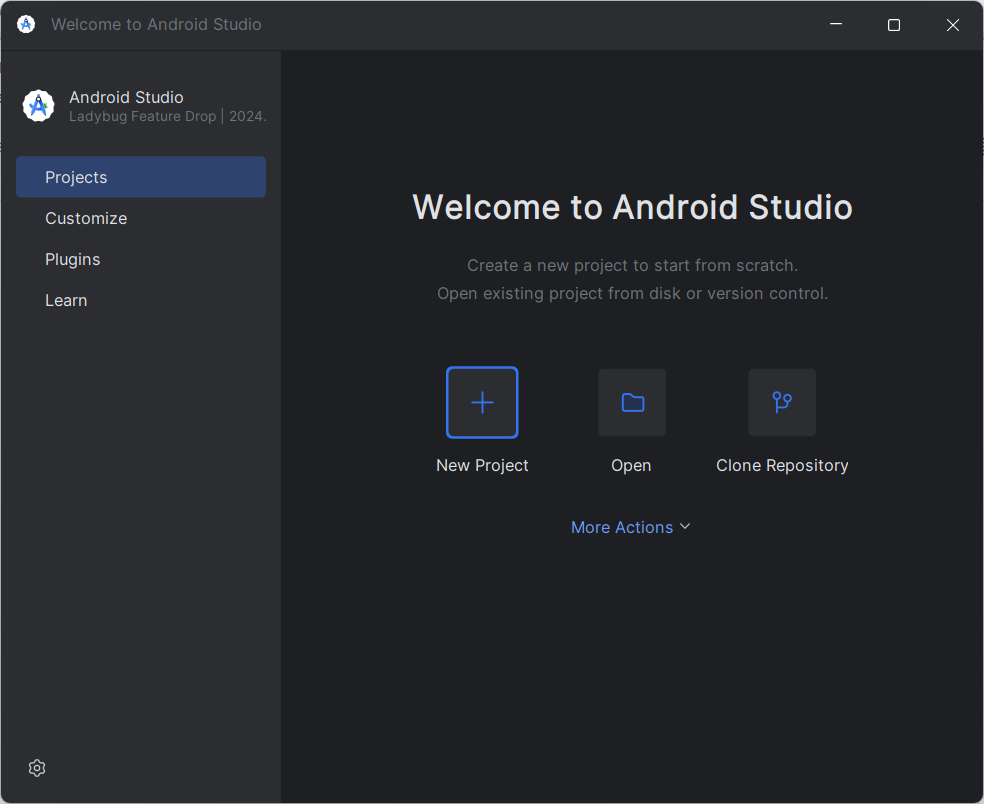 Welcome to Android Studio
Android Studio
Ladybug Feature Drop | 2024.
Projects
Customize
Plugins
Learn
Welcome to Android Studio
Create a new project to start from scratch.
Open existing project from disk or version control.
New Project
Open
Clone Repository
More Actions